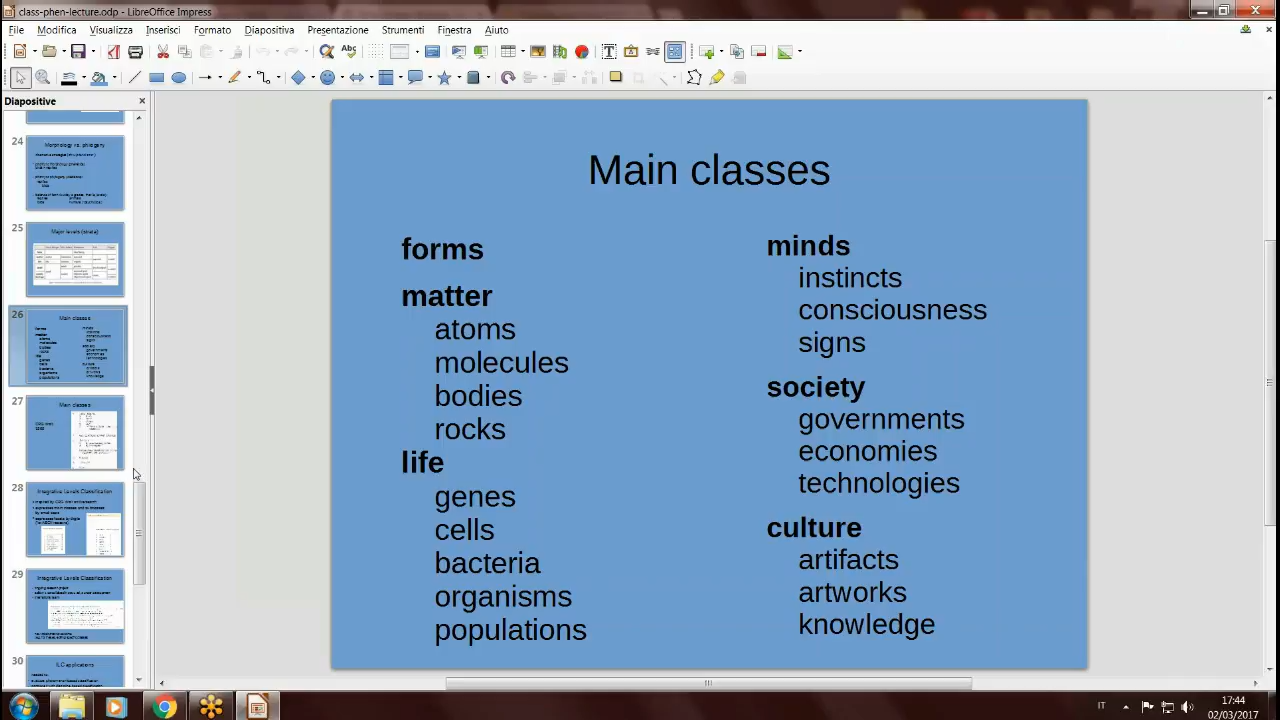 class-phen-lecture.odp - LibreOffice Impress
File Modifica Visualizza Inserisci Formato Diapositiva Presentazione Strumenti Finestra Aiuto
Diapositive
24
Morphology vs. phylogeny
25
Major levels (strata)
26
Main classes
27
Main classes
28
Integrative Levels Classification
29
Integrative Levels Classification
30
ILC applications
Main classes
forms
matter
atoms
molecules
bodies
rocks
life
genes
cells
bacteria
organisms
populations
minds
instincts
consciousness
signs
society
governments
economies
technologies
culture
artifacts
artworks
knowledge
IT
17:44
02/03/2017